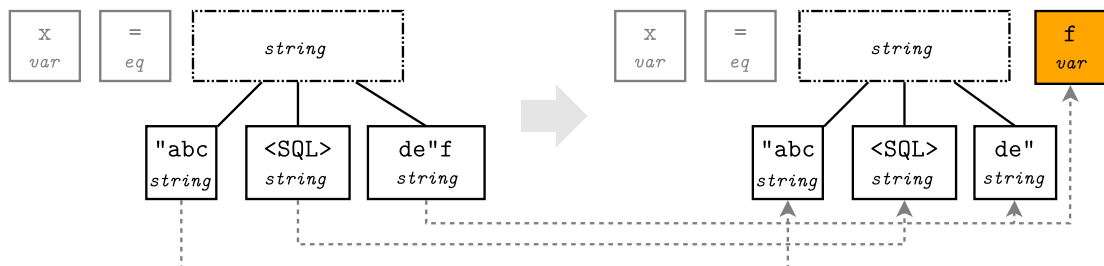 x = string
var eq
"abc <SQL> de"f
string string string
x = string f
var eq var
"abc <SQL> de"
string string string